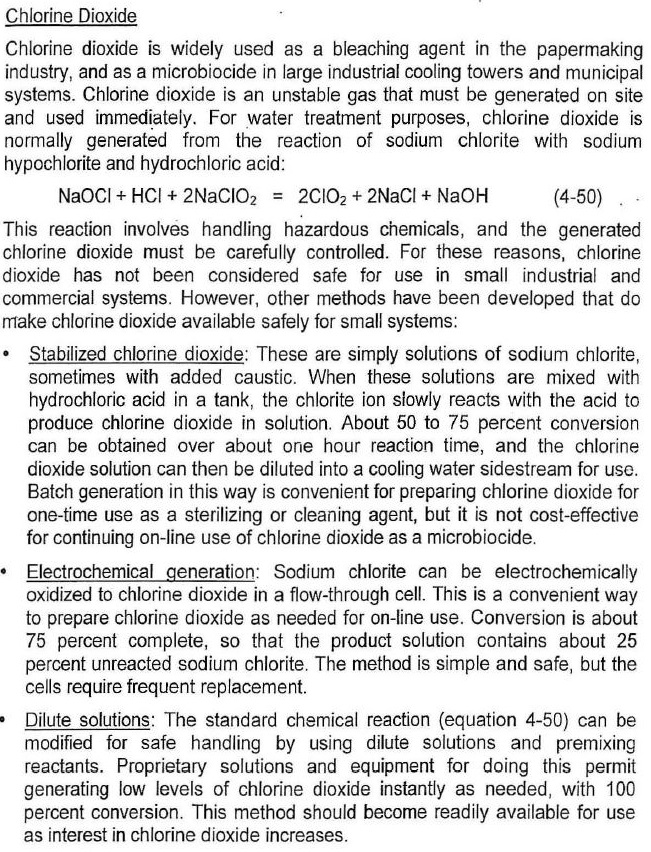 Chlorine Dioxide
Chlorine dioxide is widely used as a bleaching agent in the papermaking
industry, and as a microbiocide in large industrial cooling towers and municipal
systems. Chlorine dioxide is an unstable gas that must be generated on site
and used immediately. For water treatment purposes, chlorine dioxide is
normally generated from the reaction of sodium chlorite with sodium
hypochlorite and hydrochloric acid:
NaOCl + HCl + 2NaClO₂ = 2ClO₂ + 2NaCl + NaOH (4-50)
This reaction involves handling hazardous chemicals, and the generated
chlorine dioxide must be carefully controlled. For these reasons, chlorine
dioxide has not been considered safe for use in small industrial and
commercial systems. However, other methods have been developed that do
make chlorine dioxide available safely for small systems:
• Stabilized chlorine dioxide: These are simply solutions of sodium chlorite,
sometimes with added caustic. When these solutions are mixed with
hydrochloric acid in a tank, the chlorite ion slowly reacts with the acid to
produce chlorine dioxide in solution. About 50 to 75 percent conversion
can be obtained over about one hour reaction time, and the chlorine
dioxide solution can then be diluted into a cooling water sidestream for use.
Batch generation in this way is convenient for preparing chlorine dioxide for
one-time use as a sterilizing or cleaning agent, but it is not cost-effective
for continuing on-line use of chlorine dioxide as a microbiocide.
• Electrochemical generation: Sodium chlorite can be electrochemically
oxidized to chlorine dioxide in a flow-through cell. This is a convenient way
to prepare chlorine dioxide as needed for on-line use. Conversion is about
75 percent complete, so that the product solution contains about 25
percent unreacted sodium chlorite. The method is simple and safe, but the
cells require frequent replacement.
• Dilute solutions: The standard chemical reaction (equation 4-50) can be
modified for safe handling by using dilute solutions and premixing
reactants. Proprietary solutions and equipment for doing this permit
generating low levels of chlorine dioxide instantly as needed, with 100
percent conversion. This method should become readily available for use
as interest in chlorine dioxide increases.